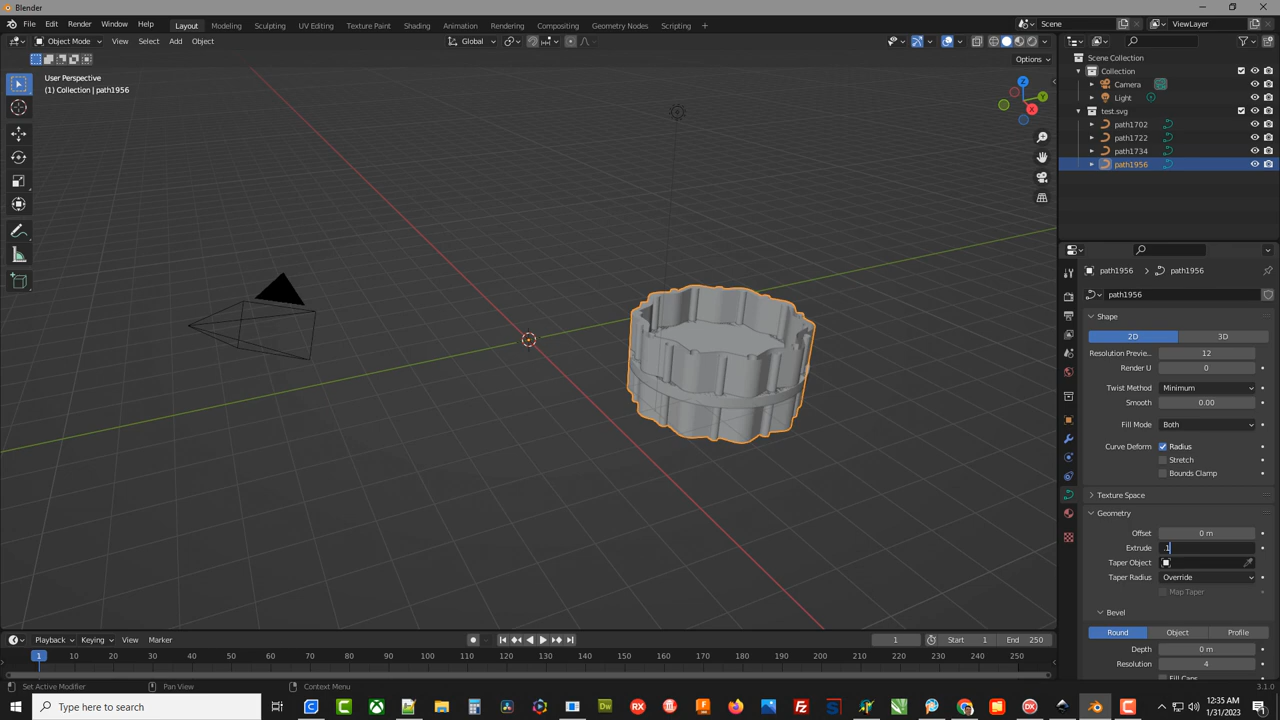 Blender
File Edit Render Window Help Layout Modeling Sculpting UV Editing Texture Paint Shading Animation Rendering Compositing Geometry Nodes Scripting + Scene ViewLayer
Object Mode View Select Add Object Global
Options
User Perspective
(1) Collection | path1956
Z
Y
X
Scene Collection
Collection
Camera
Light
test.svg
path1702
path1722
path1734
path1956
path1956 > path1956
path1956
Shape
2D 3D
Resolution Previe... 12
Render U 0
Twist Method Minimum
Smooth 0.00
Fill Mode Both
Curve Deform Radius
Stretch
Bounds Clamp
Texture Space
Geometry
Offset 0 m
Extrude .1
Taper Object
Taper Radius Override
Map Taper
Bevel
Round Object Profile
Depth 0 m
Resolution 4
Fill Caps
Playback Keying View Marker 1 Start 1 End 250
1 10 20 30 40 50 60 70 80 90 100 110 120 130 140 150 160 170 180 190 200 210 220 230 240 250
Set Active Modifier Pan View Context Menu 3.1.0
Type here to search
12:35 AM
1/31/2023